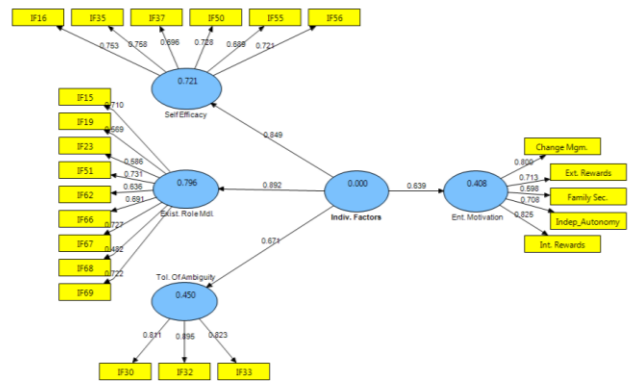 IF16 IF35 IF37 IF50 IF55 IF56
0.753 0.758 0.696 0.728 0.689 0.721
0.721
Self Efficacy
IF15
IF19
IF23
IF51
IF62
IF66
IF67
IF68
IF69
0.710
0.569
0.586
0.731
0.636
0.691
0.727
0.482
0.722
0.796
Exist. Role Mdl.
0.849
0.892
0.671
0.000
Indiv. Factors
0.639
0.408
Ent. Motivation
0.800
0.713
0.698
0.708
0.825
Change Mgm.
Ext. Rewards
Family Sec.
Indep_Autonomy
Int. Rewards
Tol. Of Ambiguity
0.450
0.811 0.895 0.823
IF30 IF32 IF33